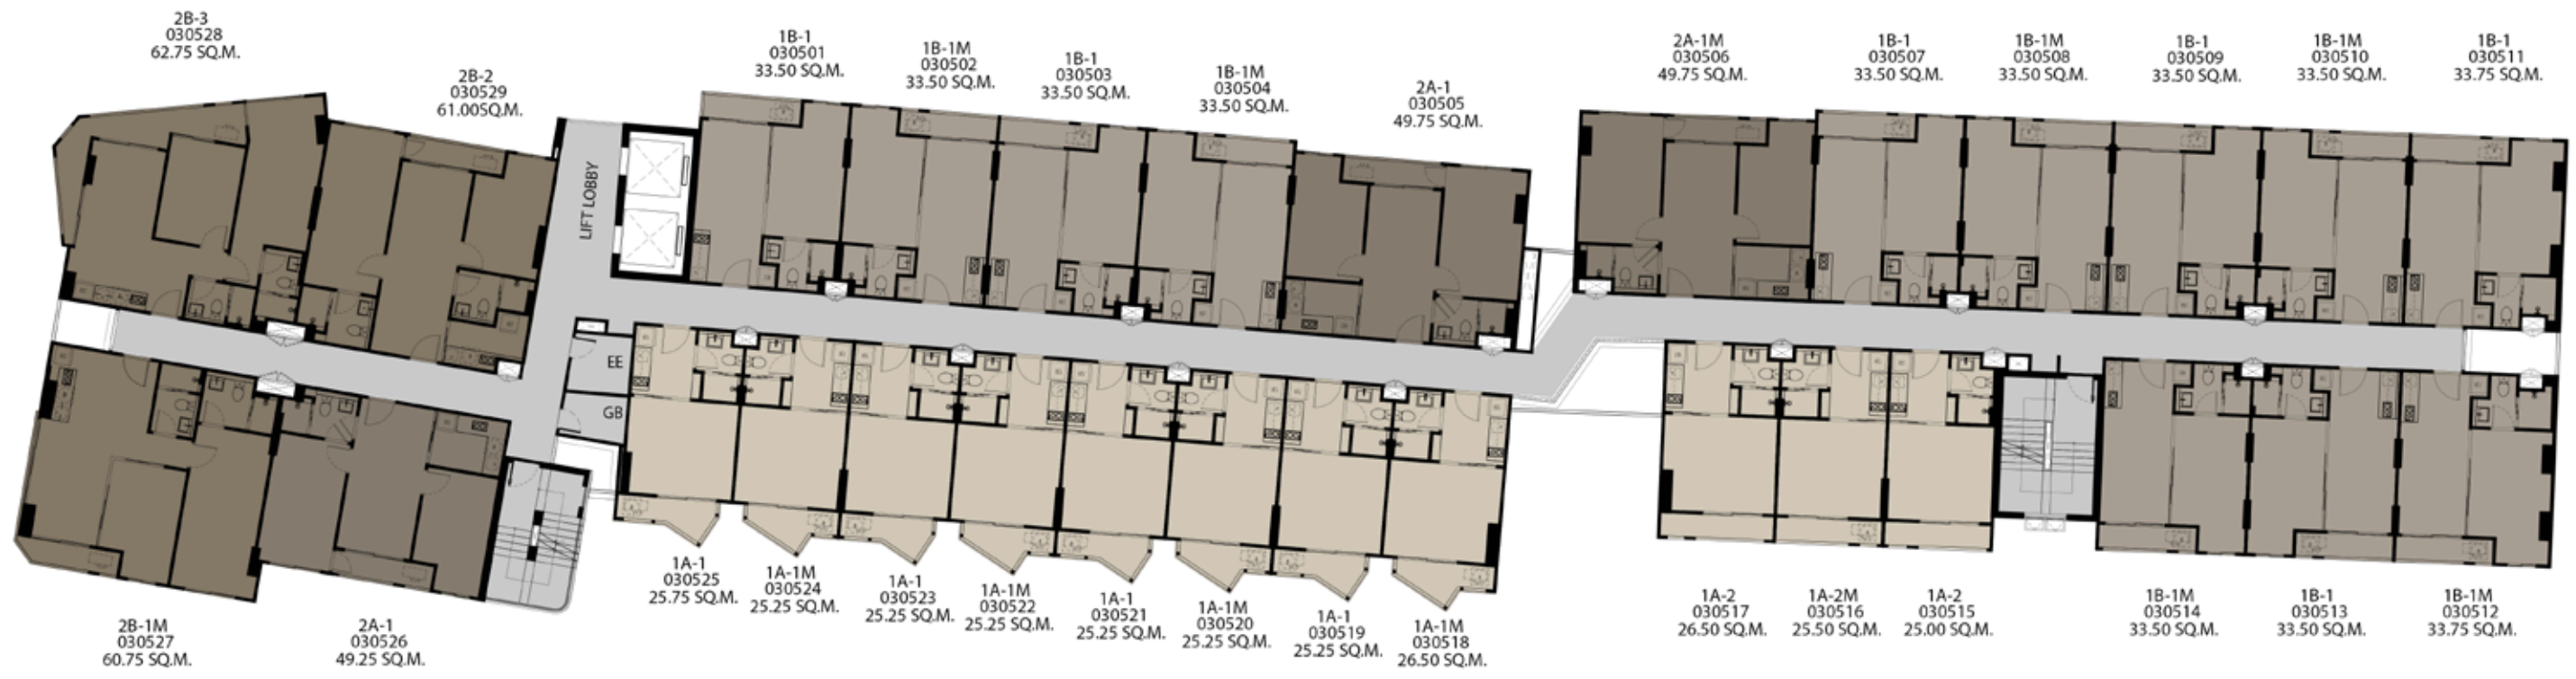 2B-3
030528
62.75 SQ.M.
2B-2
030529
61.00SQ.M.
1B-1
030501
33.50 SQ.M.
1B-1M
030502
33.50 SQ.M.
1B-1
030503
33.50 SQ.M.
1B-1M
030504
33.50 SQ.M.
2A-1
030505
49.75 SQ.M.
2A-1M
030506
49.75 SQ.M.
1B-1
030507
33.50 SQ.M.
1B-1M
030508
33.50 SQ.M.
1B-1
030509
33.50 SQ.M.
1B-1M
030510
33.50 SQ.M.
1B-1
030511
33.75 SQ.M.
LIFT LOBBY
EE
GB
2B-1M
030527
60.75 SQ.M.
2A-1
030526
49.25 SQ.M.
1A-1
030525
25.75 SQ.M.
1A-1M
030524
25.25 SQ.M.
1A-1
030523
25.25 SQ.M.
1A-1M
030522
25.25 SQ.M.
1A-1
030521
25.25 SQ.M.
1A-1M
030520
25.25 SQ.M.
1A-1
030519
25.25 SQ.M.
1A-1M
030518
26.50 SQ.M.
1A-2
030517
26.50 SQ.M.
1A-2M
030516
25.50 SQ.M.
1A-2
030515
25.00 SQ.M.
1B-1M
030514
33.50 SQ.M.
1B-1
030513
33.50 SQ.M.
1B-1M
030512
33.75 SQ.M.